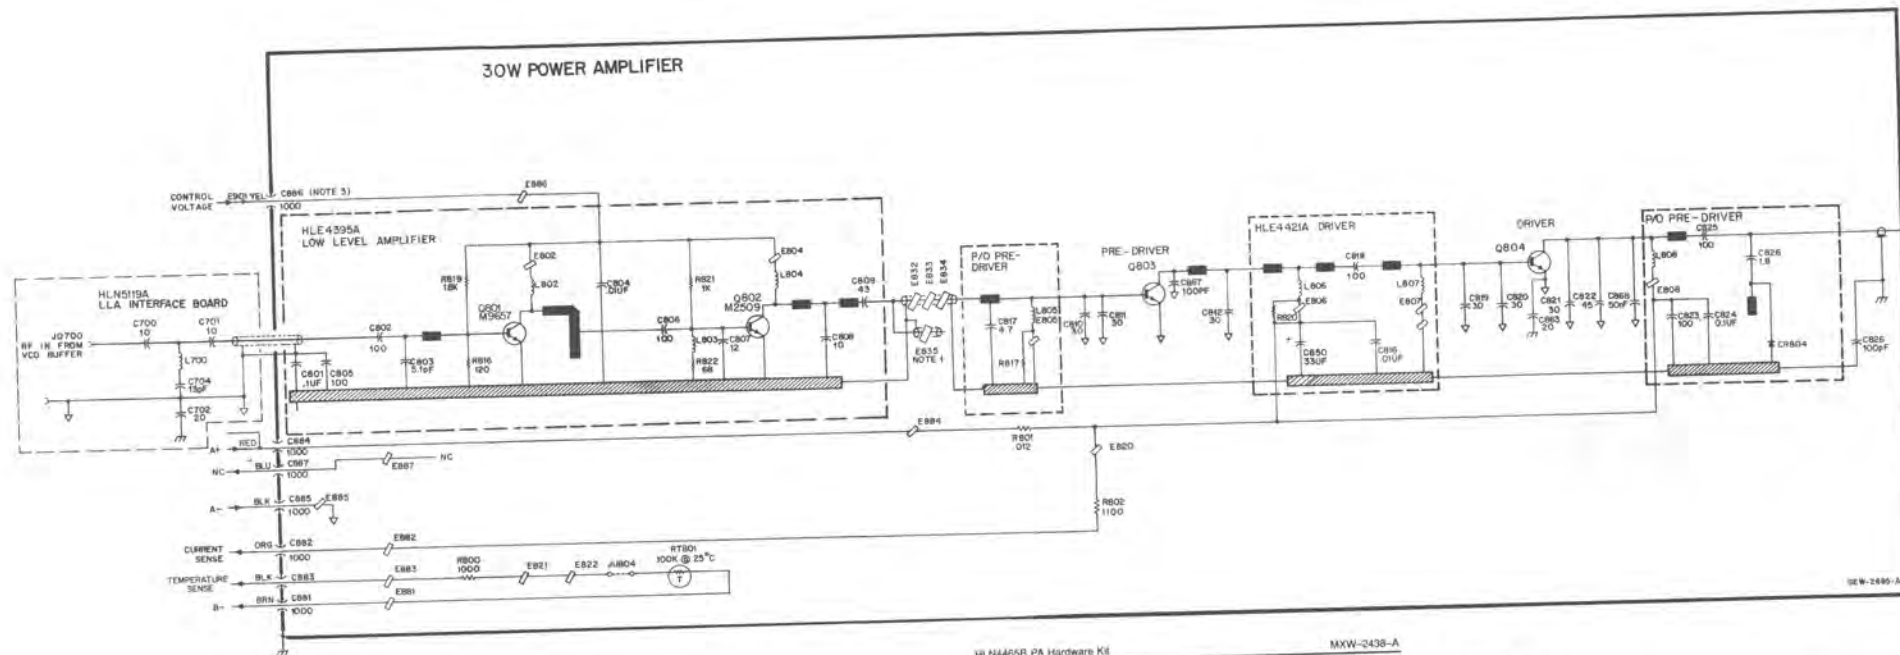 30W POWER AMPLIFIER
CONTROL VOLTAGE
E901 YEL
C886 (NOTE 3)
1000
E886
HLE4395A
LOW LEVEL AMPLIFIER
HLN5119A
LLA INTERFACE BOARD
J0700
RF IN FROM
VCO BUFFER
C700
10
C701
10
L700
C704
C702
20
C801
.1UF
C805
100
C802
100
C803
5.1pF
R819
1.8K
R816
120
Q801
M9657
E802
L802
C804
.01UF
R821
1K
C806
100
L803
R822
68
C807
12
Q802
M2509
E804
L804
C808
10
C809
43
E832
E833
E834
E835
NOTE 1
P/O PRE-
DRIVER
C817
4.7
L805
E805
R817
C810
30
C811
30
PRE-DRIVER
Q803
C867
100PF
C812
30
HLE4421A DRIVER
R820
L806
E806
C818
100
L807
E807
C850
33UF
C816
.01UF
DRIVER
Q804
C819
30
C820
30
C821
30
C863
20
C822
45
C868
P/O PRE-DRIVER
C825
100
L808
E808
C823
100
C824
0.1UF
C826
1.8
CR804
100pF
A+
RED
C884
1000
E884
R801
.012
E820
NC
BLU
C887
1000
E887
NC
A-
BLK
C885
1000
E885
R802
1100
CURRENT
SENSE
ORG
C882
1000
E882
TEMPERATURE
SENSE
BLK
C883
1000
E883
R800
1000
E821
E822
JU804
RT801
100K @ 25°C
T
B-
BRN
C881
1000
E881
HLN4465B PA Hardware Kit
MXW-2438-A